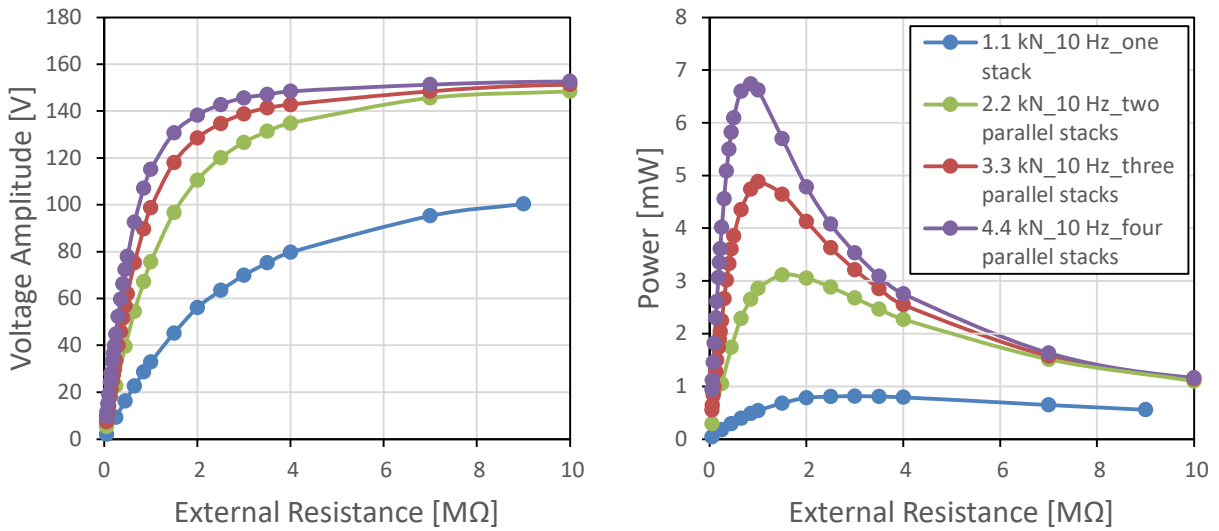 180
160
140
120
100
80
60
40
20
0
Voltage Amplitude [V]
0 2 4 6 8 10
External Resistance [MΩ]
8
7
6
5
4
3
2
1
0
Power [mW]
0 2 4 6 8 10
External Resistance [MΩ]
1.1 kN_10 Hz_one
stack
2.2 kN_10 Hz_two
parallel stacks
3.3 kN_10 Hz_three
parallel stacks
4.4 kN_10 Hz_four
parallel stacks